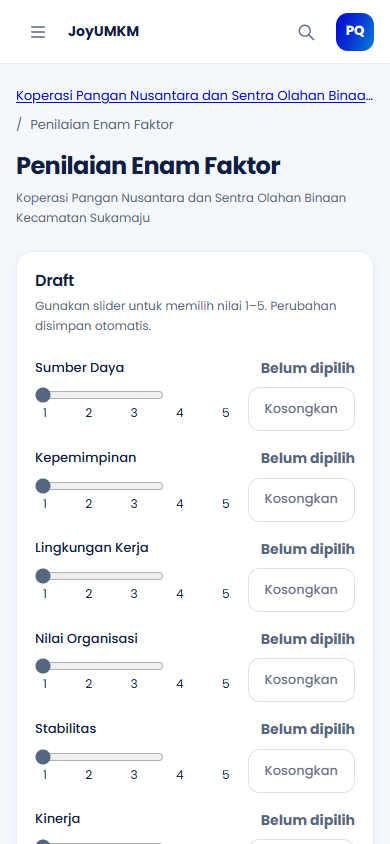 JoyUMKM
PQ
Koperasi Pangan Nusantara dan Sentra Olahan Binaa...
/ Penilaian Enam Faktor
Penilaian Enam Faktor
Koperasi Pangan Nusantara dan Sentra Olahan Binaan
Kecamatan Sukamaju
Draft
Gunakan slider untuk memilih nilai 1–5. Perubahan
disimpan otomatis.
Sumber Daya
Belum dipilih
1 2 3 4 5
Kosongkan
Kepemimpinan
Belum dipilih
1 2 3 4 5
Kosongkan
Lingkungan Kerja
Belum dipilih
1 2 3 4 5
Kosongkan
Nilai Organisasi
Belum dipilih
1 2 3 4 5
Kosongkan
Stabilitas
Belum dipilih
1 2 3 4 5
Kosongkan
Kinerja
Belum dipilih